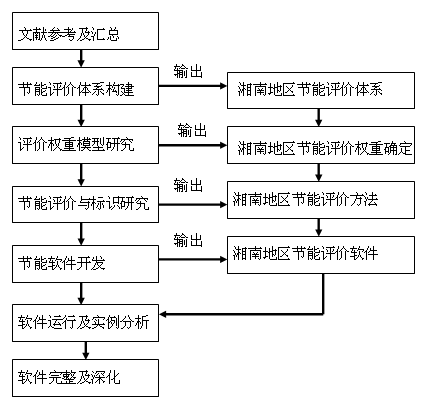 文献参考及汇总
节能评价体系构建
输出
湘南地区节能评价体系
评价权重模型研究
输出
湘南地区节能评价权重确定
节能评价与标识研究
输出
湘南地区节能评价方法
节能软件开发
输出
湘南地区节能评价软件
软件运行及实例分析
软件完整及深化